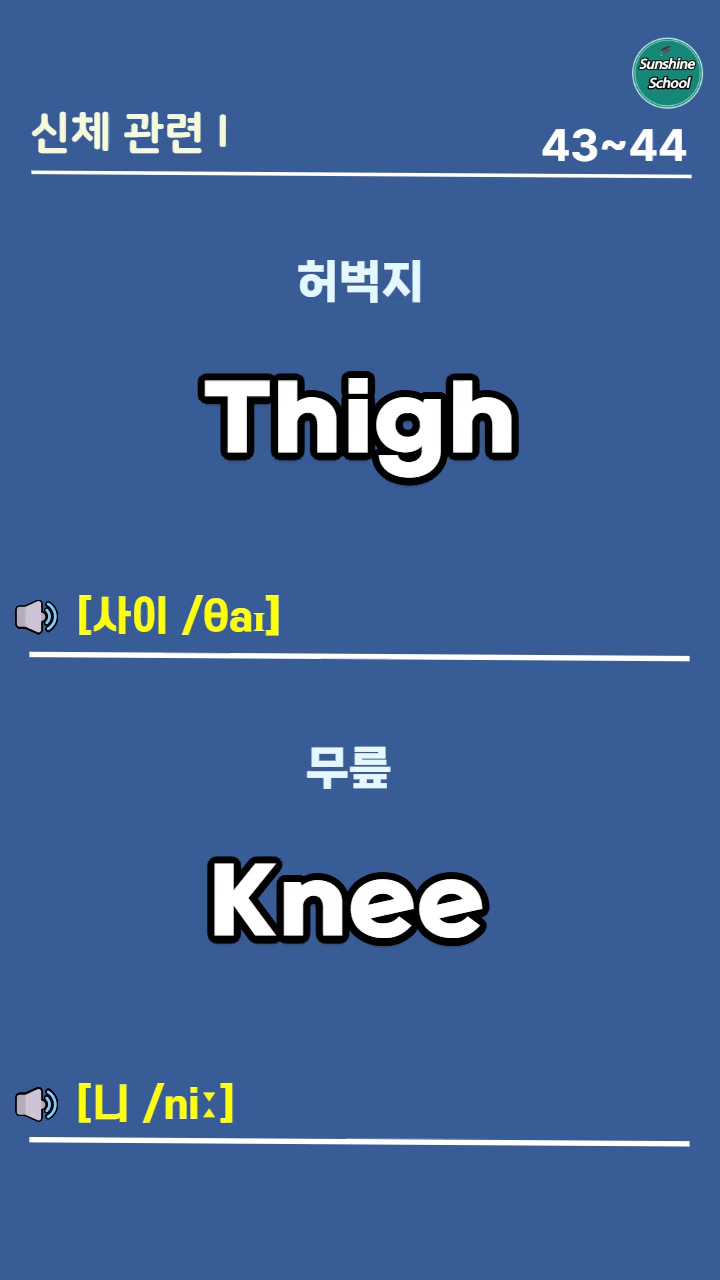 Sunshine
School
신체 관련 I
43~44
허벅지
Thigh
[사이 /θaɪ]
무릎
Knee
[니 /niː]